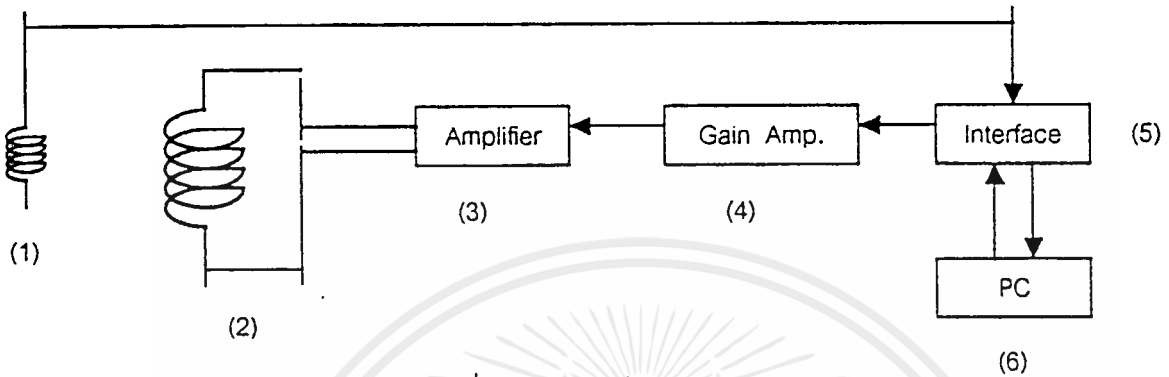 Amplifier
Gain Amp.
Interface
(5)
(3)
(4)
(1)
PC
(2)
(6)